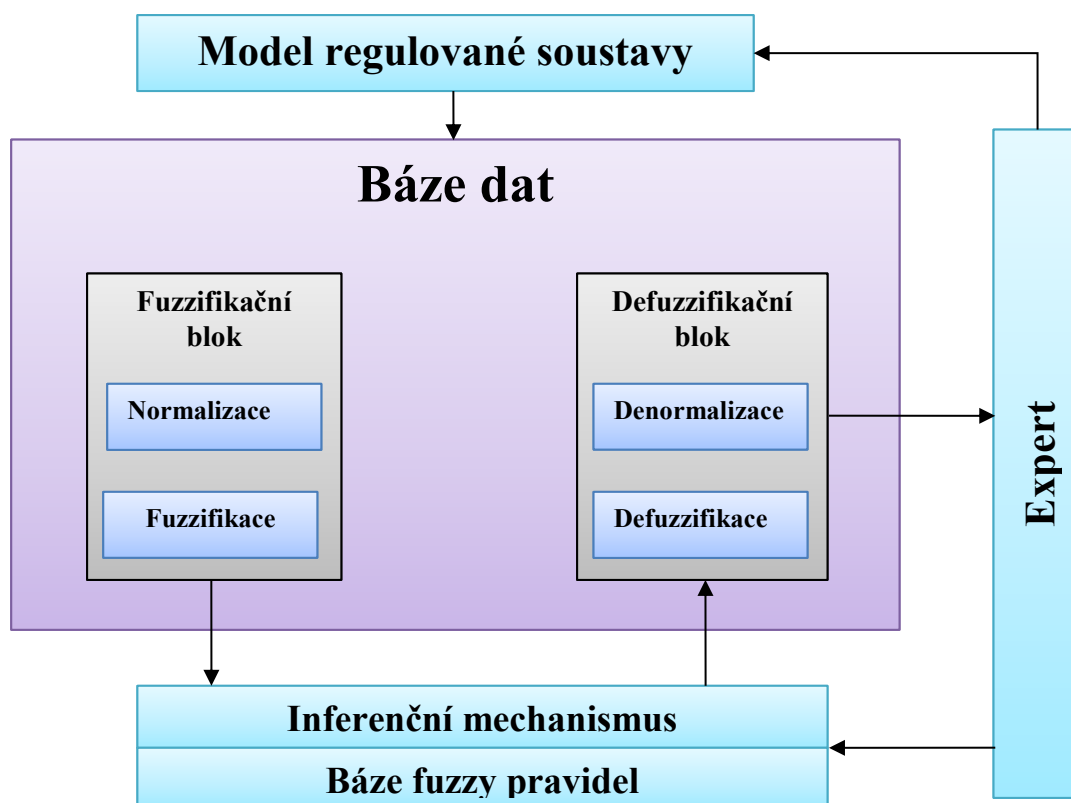 Model regulované soustavy
Báze dat
Fuzzifikační
blok
Normalizace
Fuzzifikace
Defuzzifikační
blok
Denormalizace
Defuzzifikace
Expert
Inferenční mechanismus
Báze fuzzy pravidel